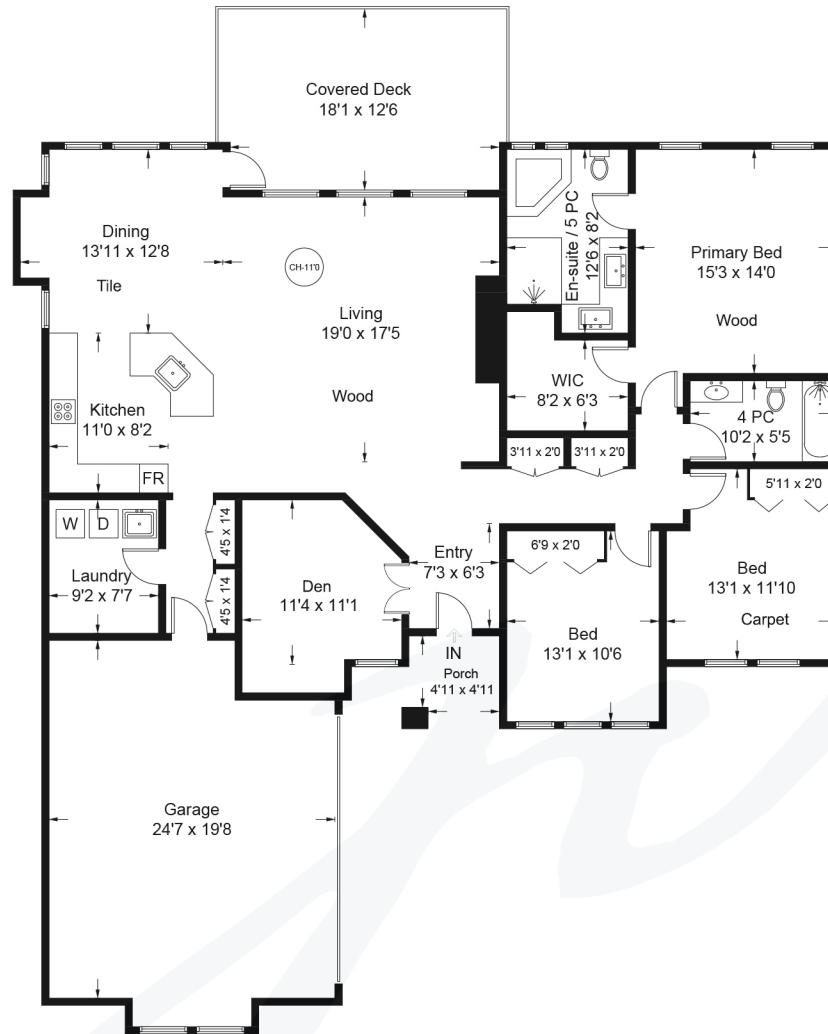 Covered Deck
18'1 x 12'6
Dining
13'11 x 12'8
Tile
CH-11'0
Living
19'0 x 17'5
Wood
En-suite / 5 PC
12'6 x 8'2
Primary Bed
15'3 x 14'0
Wood
WIC
8'2 x 6'3
Kitchen
11'0 x 8'2
FR
4 PC
10'2 x 5'5
3'11 x 2'0
3'11 x 2'0
5'11 x 2'0
W
D
Laundry
9'2 x 7'7
4'5 x 1'4
4'5 x 1'4
Den
11'4 x 11'1
Entry
7'3 x 6'3
6'9 x 2'0
Bed
13'1 x 10'6
Bed
13'1 x 11'10
Carpet
IN
Porch
4'11 x 4'11
Garage
24'7 x 19'8